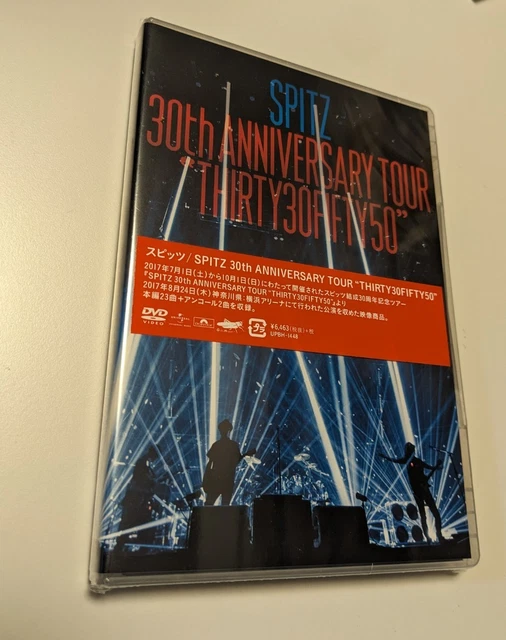 SPITZ
30th ANNIVERSARY TOUR
"THIRTY30FIFTY50"
スピッツ/SPITZ 30th ANNIVERSARY TOUR "THIRTY30FIFTY50"
2017年7月1日(土)から10月1日(日)にわたって開催されたスピッツ結成30周年記念ツアー
『SPITZ 30th ANNIVERSARY TOUR "THIRTY30FIFTY50"』より
2017年8月24日(木)神奈川県:横浜アリーナにて行われた公演を収めた映像商品。
本編23曲+アンコール2曲を収録。
DVD
VIDEO
¥6,463(税抜)+税
UPBH-1448